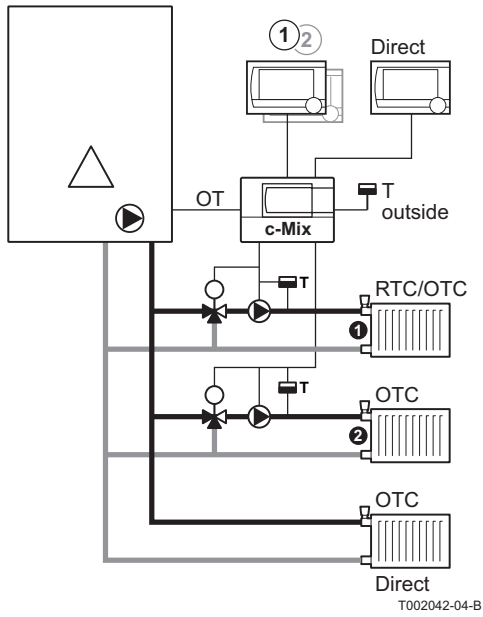 1
2
Direct
OT
c-Mix
T
outside
T
RTC/OTC
1
T
OTC
2
OTC
Direct
T002042-04-B